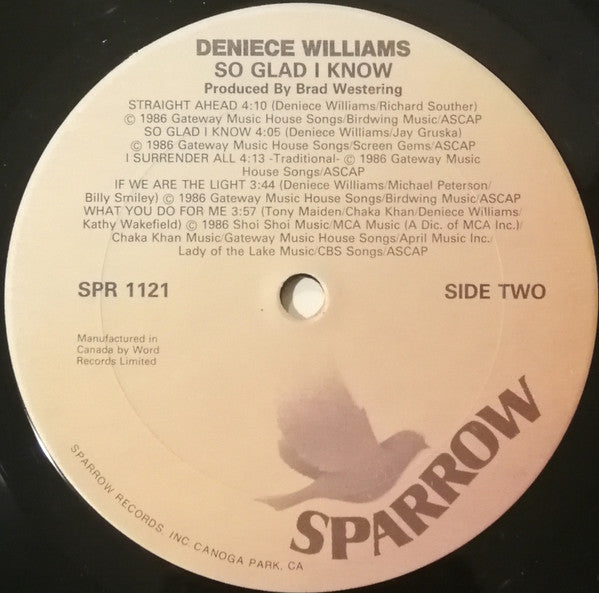 DENIECE WILLIAMS
SO GLAD I KNOW
Produced By Brad Westering
STRAIGHT AHEAD 4:10 (Deniece Williams/Richard Souther)
© 1986 Gateway Music House Songs/Birdwing Music/ASCAP
SO GLAD I KNOW 4:05 (Deniece Williams/Jay Gruska)
© 1986 Gateway Music House Songs/Screen Gems/ASCAP
I SURRENDER ALL 4:13 -Traditional- © 1986 Gateway Music
House Songs/ASCAP
IF WE ARE THE LIGHT 3:44 (Deniece Williams/Michael Peterson/
Billy Smiley) © 1986 Gateway Music House Songs/Birdwing Music/ASCAP
WHAT YOU DO FOR ME 3:57 (Tony Maiden/Chaka Khan/Deniece Williams/
Kathy Wakefield) © 1986 Shoi Shoi Music/MCA Music (A Dic. of MCA Inc.)/
Chaka Khan Music/Gateway Music House Songs/April Music Inc./
Lady of the Lake Music/CBS Songs/ASCAP
SPR 1121
SIDE TWO
Manufactured in
Canada by Word
Records Limited
SPARROW
SPARROW RECORDS, INC CANOGA PARK, CA